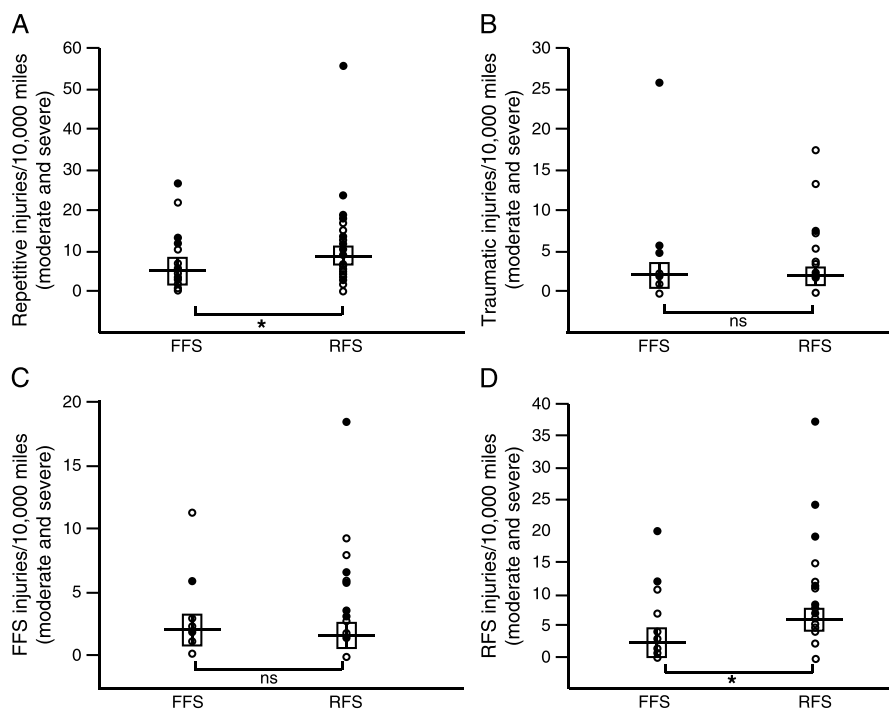 A
Repetitive injuries/10,000 miles
(moderate and severe)
60
50
40
30
20
10
0
*
FFS
RFS
B
Traumatic injuries/10,000 miles
(moderate and severe)
30
25
20
15
10
5
0
ns
FFS
RFS
C
FFS injuries/10,000 miles
(moderate and severe)
20
15
10
5
0
ns
FFS
RFS
D
RFS injuries/10,000 miles
(moderate and severe)
40
35
30
25
20
15
10
5
0
*
FFS
RFS